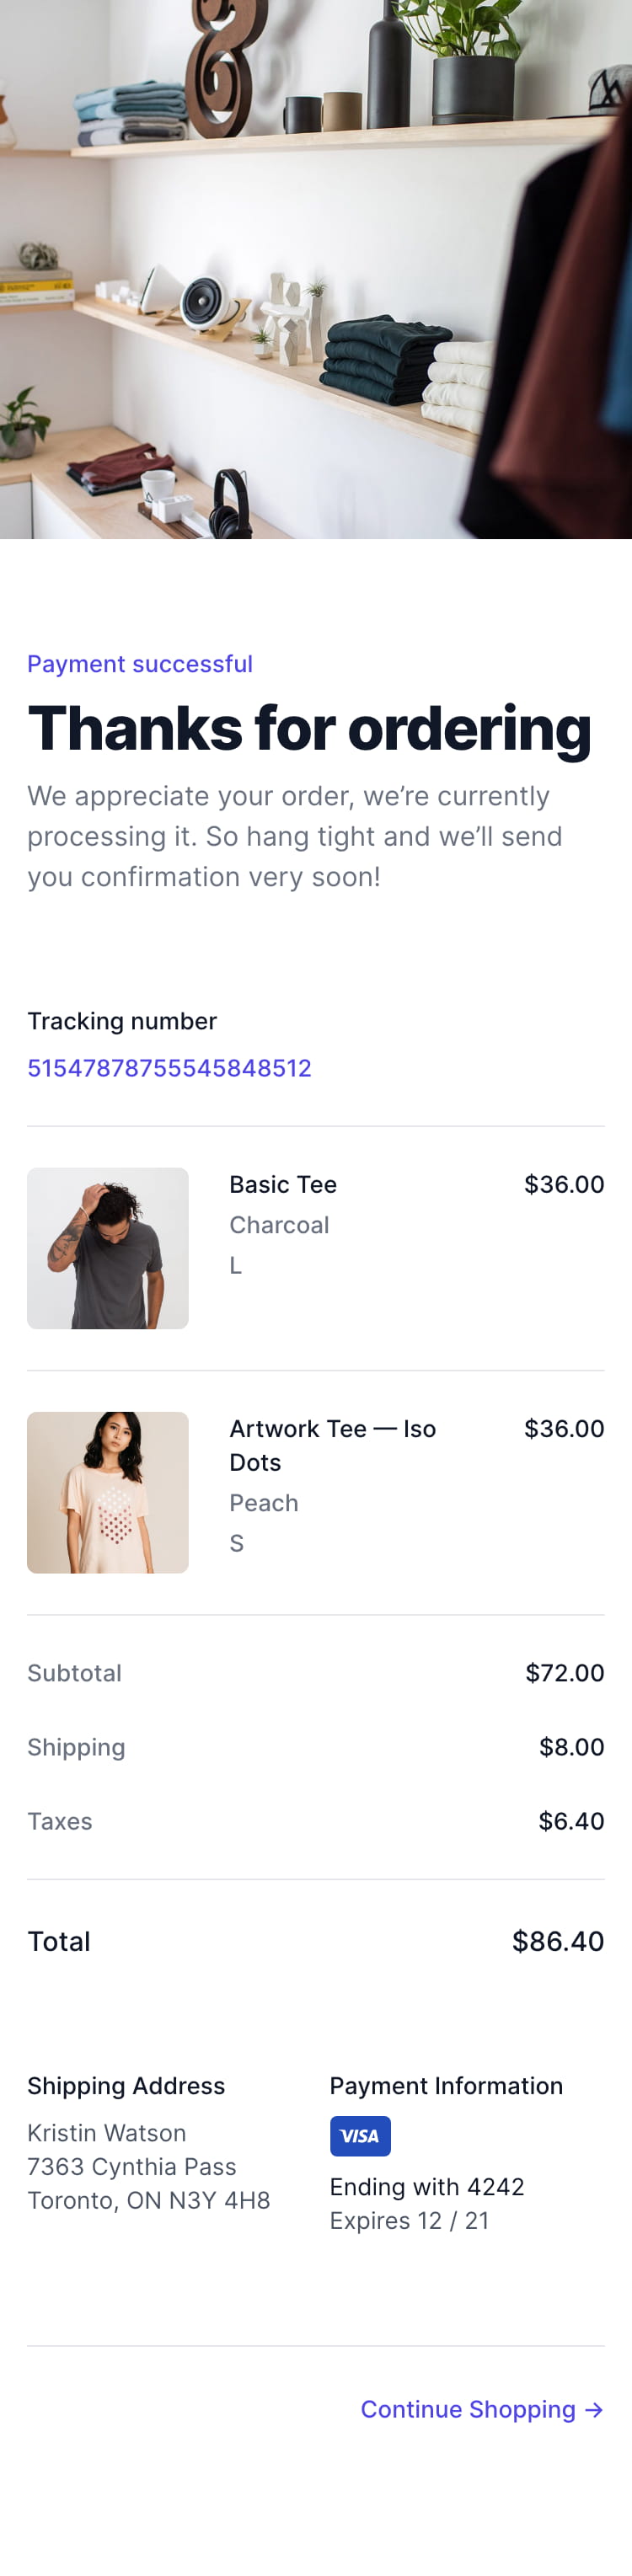 Payment successful
Thanks for ordering
We appreciate your order, we’re currently
processing it. So hang tight and we’ll send
you confirmation very soon!
Tracking number
51547878755545848512
Basic Tee
$36.00
Charcoal
L
Artwork Tee — Iso
Dots
$36.00
Peach
S
Subtotal
$72.00
Shipping
$8.00
Taxes
$6.40
Total
$86.40
Shipping Address
Kristin Watson
7363 Cynthia Pass
Toronto, ON N3Y 4H8
Payment Information
VISA
Ending with 4242
Expires 12 / 21
Continue Shopping →